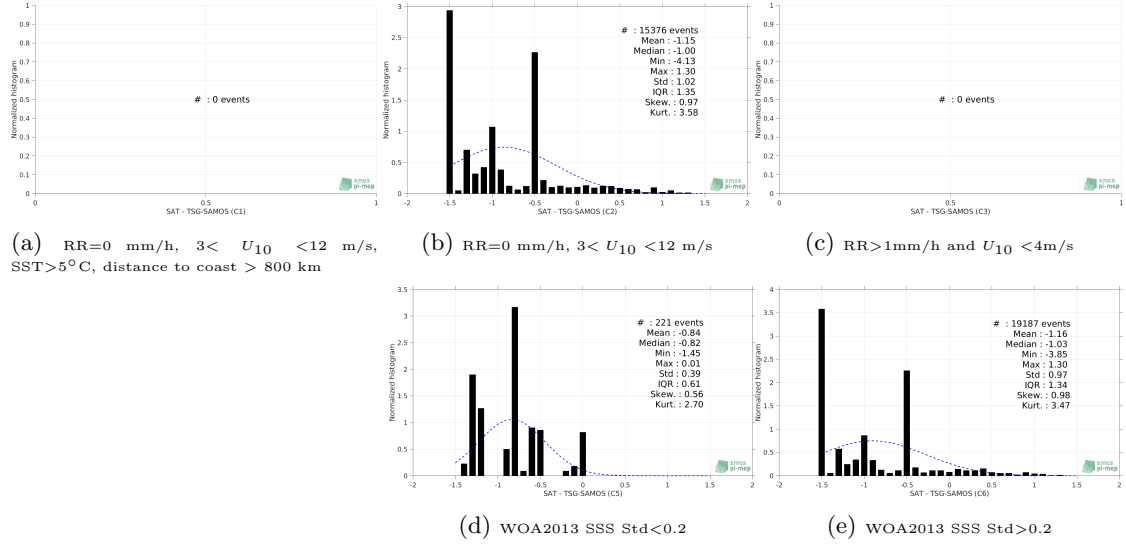 1
0.9
0.8
0.7
0.6
0.5
0.4
0.3
0.2
0.1
0
Normalized histogram
# : 0 events
smos
pi-mep
0 0.5 1
SAT - TSG-SAMOS (C1)
(a) RR=0 mm/h, 3< U10 <12 m/s,
SST>5°C, distance to coast > 800 km
3
2.5
2
1.5
1
0.5
0
Normalized histogram
# : 15376 events
Mean : -1.15
Median : -1.00
Min : -4.13
Max : 1.30
Std : 1.02
IQR : 1.35
Skew. : 0.97
Kurt. : 3.58
smos
pi-mep
-2 -1.5 -1 -0.5 0 0.5 1 1.5 2
SAT - TSG-SAMOS (C2)
(b) RR=0 mm/h, 3< U10 <12 m/s
1
0.9
0.8
0.7
0.6
0.5
0.4
0.3
0.2
0.1
0
Normalized histogram
# : 0 events
smos
pi-mep
0 0.5 1
SAT - TSG-SAMOS (C3)
(c) RR>1mm/h and U10 <4m/s
3.5
3
2.5
2
1.5
1
0.5
0
Normalized histogram
# : 221 events
Mean : -0.84
Median : -0.82
Min : -1.45
Max : 0.01
Std : 0.39
IQR : 0.61
Skew. : 0.56
Kurt. : 2.70
smos
pi-mep
-2 -1.5 -1 -0.5 0 0.5 1 1.5 2
SAT - TSG-SAMOS (C5)
(d) WOA2013 SSS Std<0.2
4
3.5
3
2.5
2
1.5
1
0.5
0
Normalized histogram
# : 19187 events
Mean : -1.16
Median : -1.03
Min : -3.85
Max : 1.30
Std : 0.97
IQR : 1.34
Skew. : 0.98
Kurt. : 3.47
smos
pi-mep
-2 -1.5 -1 -0.5 0 0.5 1 1.5 2
SAT - TSG-SAMOS (C6)
(e) WOA2013 SSS Std>0.2